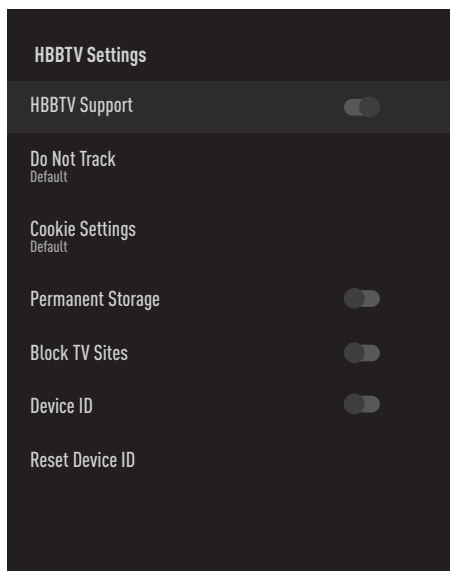 HBBTV Settings
HBBTV Support
Do Not Track
Default
Cookie Settings
Default
Permanent Storage
Block TV Sites
Device ID
Reset Device ID